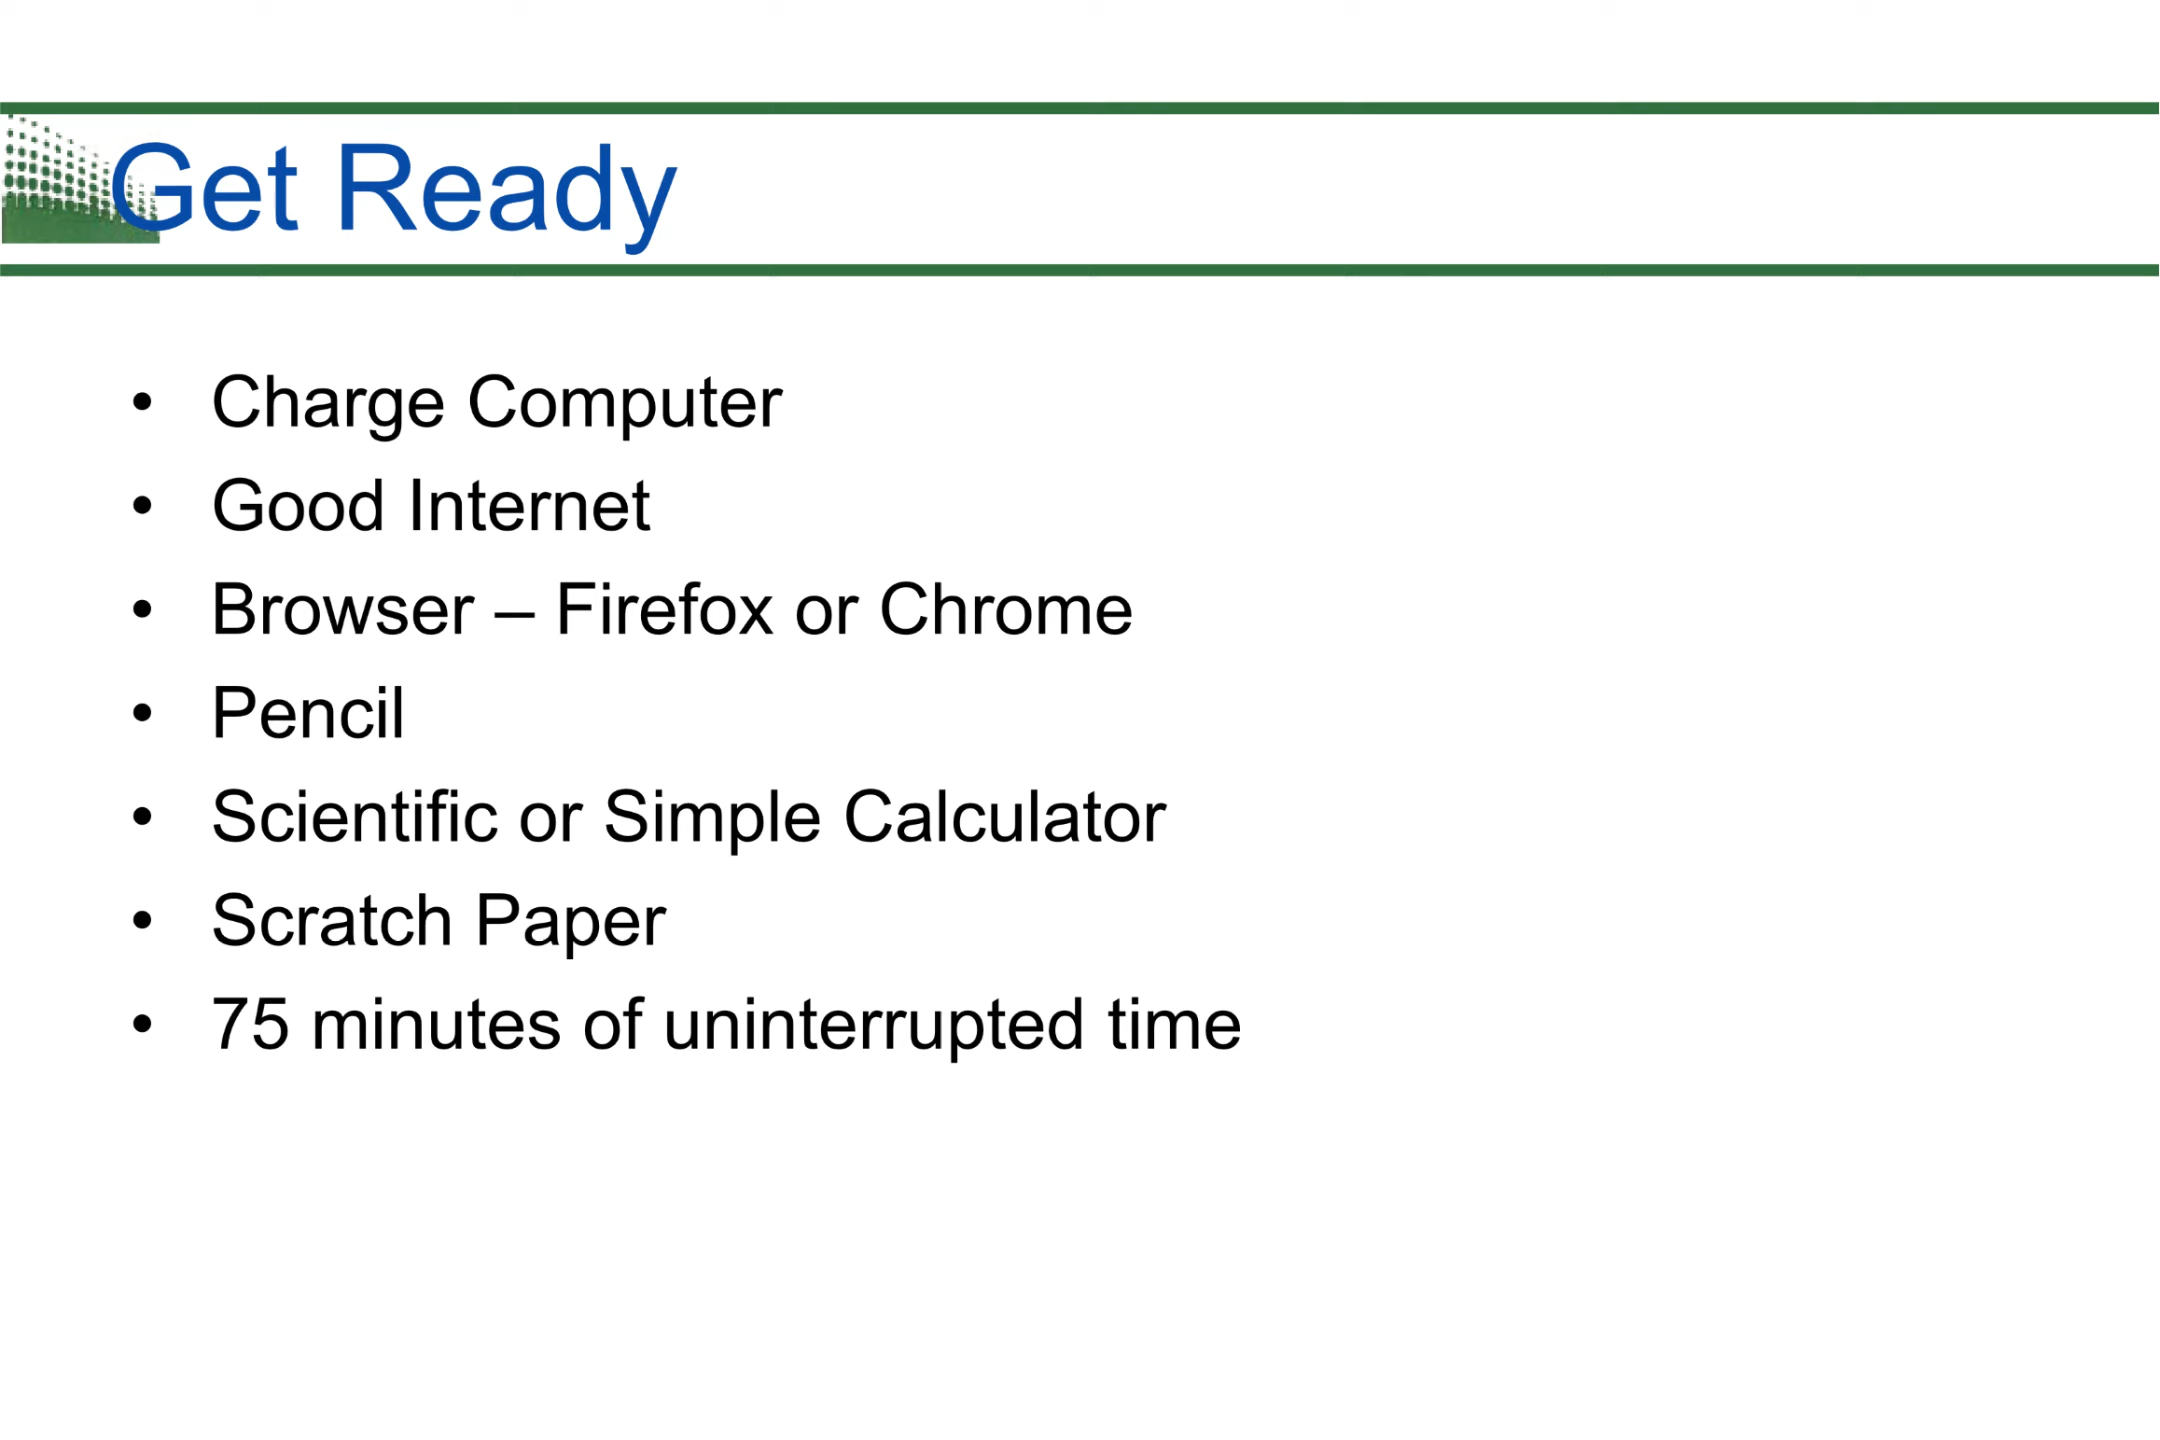 Get Ready
• Charge Computer
• Good Internet
• Browser – Firefox or Chrome
• Pencil
• Scientific or Simple Calculator
• Scratch Paper
• 75 minutes of uninterrupted time